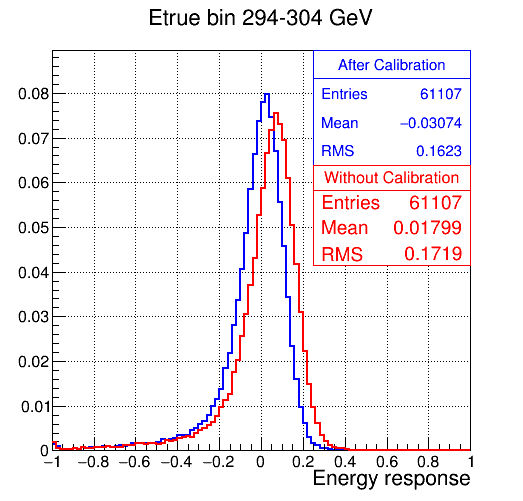 Etrue bin 294-304 GeV
After Calibration
Entries 61107
Mean −0.03074
RMS 0.1623
Without Calibration
Entries 61107
Mean 0.01799
RMS 0.1719
0.08
0.07
0.06
0.05
0.04
0.03
0.02
0.01
0
−1 −0.8 −0.6 −0.4 −0.2 0 0.2 0.4 0.6 0.8 1
Energy response